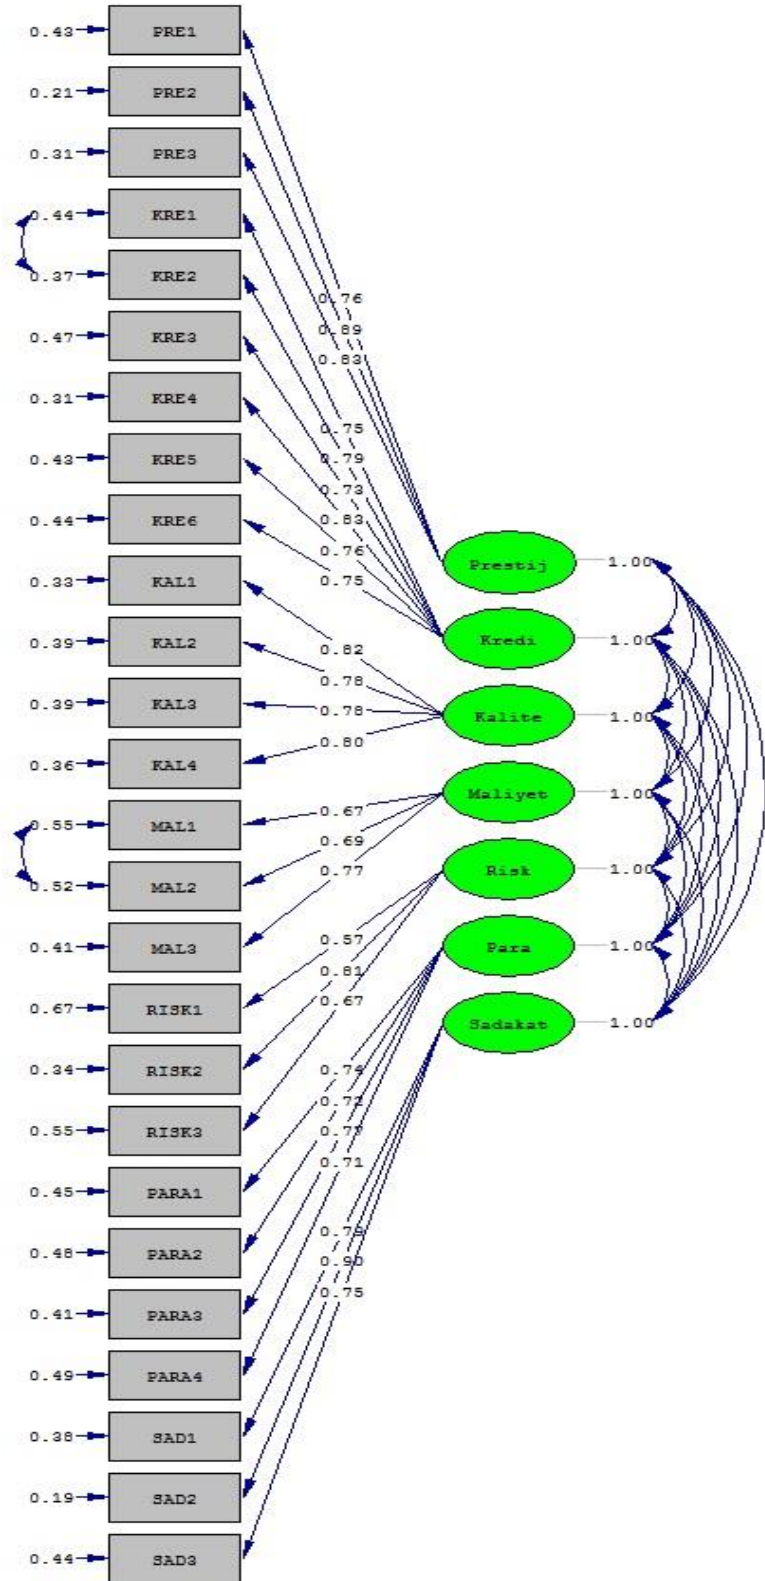 0.43 PRE1
0.21 PRE2
0.31 PRE3
0.44 KRE1
0.37 KRE2
0.76
0.89
0.47 KRE3
0.83
0.31 KRE4
0.75
0.43 KRE5
0.79
0.73
0.44 KRE6
0.83
0.76
Prestij 1.00
0.33 KAL1
0.75
0.39 KAL2
Kredi 1.00
0.82
0.78
0.39 KAL3
0.78
Kalite 1.00
0.80
0.36 KAL4
Maliyet 1.00
0.67
0.55 MAL1
0.69
0.77
Risk 1.00
0.52 MAL2
0.57
0.41 MAL3
Para 1.00
0.81
0.67
0.67 RISK1
Sadakat 1.00
0.34 RISK2
0.74
0.72
0.55 RISK3
0.71
0.45 PARA1
0.48 PARA2
0.90
0.75
0.41 PARA3
0.49 PARA4
0.38 SAD1
0.19 SAD2
0.44 SAD3